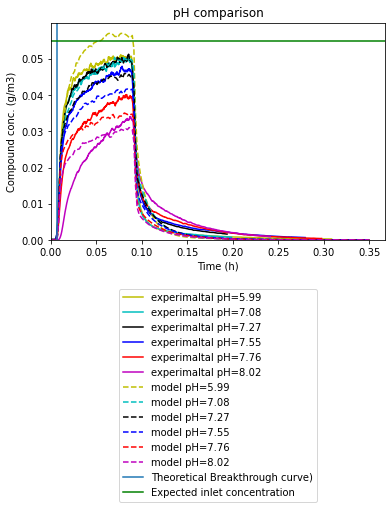 pH comparison
0.05
0.04
0.03
0.02
0.01
0.00
Compound conc. (g/m3)
0.00 0.05 0.10 0.15 0.20 0.25 0.30 0.35
Time (h)
experimaltal pH=5.99
experimaltal pH=7.08
experimaltal pH=7.27
experimaltal pH=7.55
experimaltal pH=7.76
experimaltal pH=8.02
model pH=5.99
model pH=7.08
model pH=7.27
model pH=7.55
model pH=7.76
model pH=8.02
Theoretical Breakthrough curve)
Expected inlet concentration